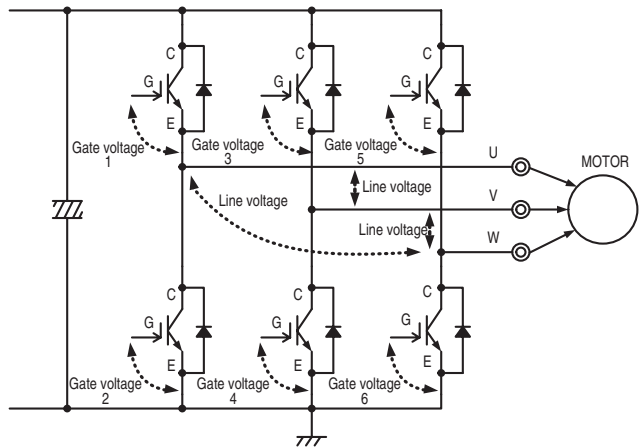 C C C
G G G
E E E
Gate voltage
1
Gate voltage
3
Gate voltage
5
U
MOTOR
Line voltage
V
Line voltage
Line voltage
W
C C C
G G G
E E E
Gate voltage
2
Gate voltage
4
Gate voltage
6